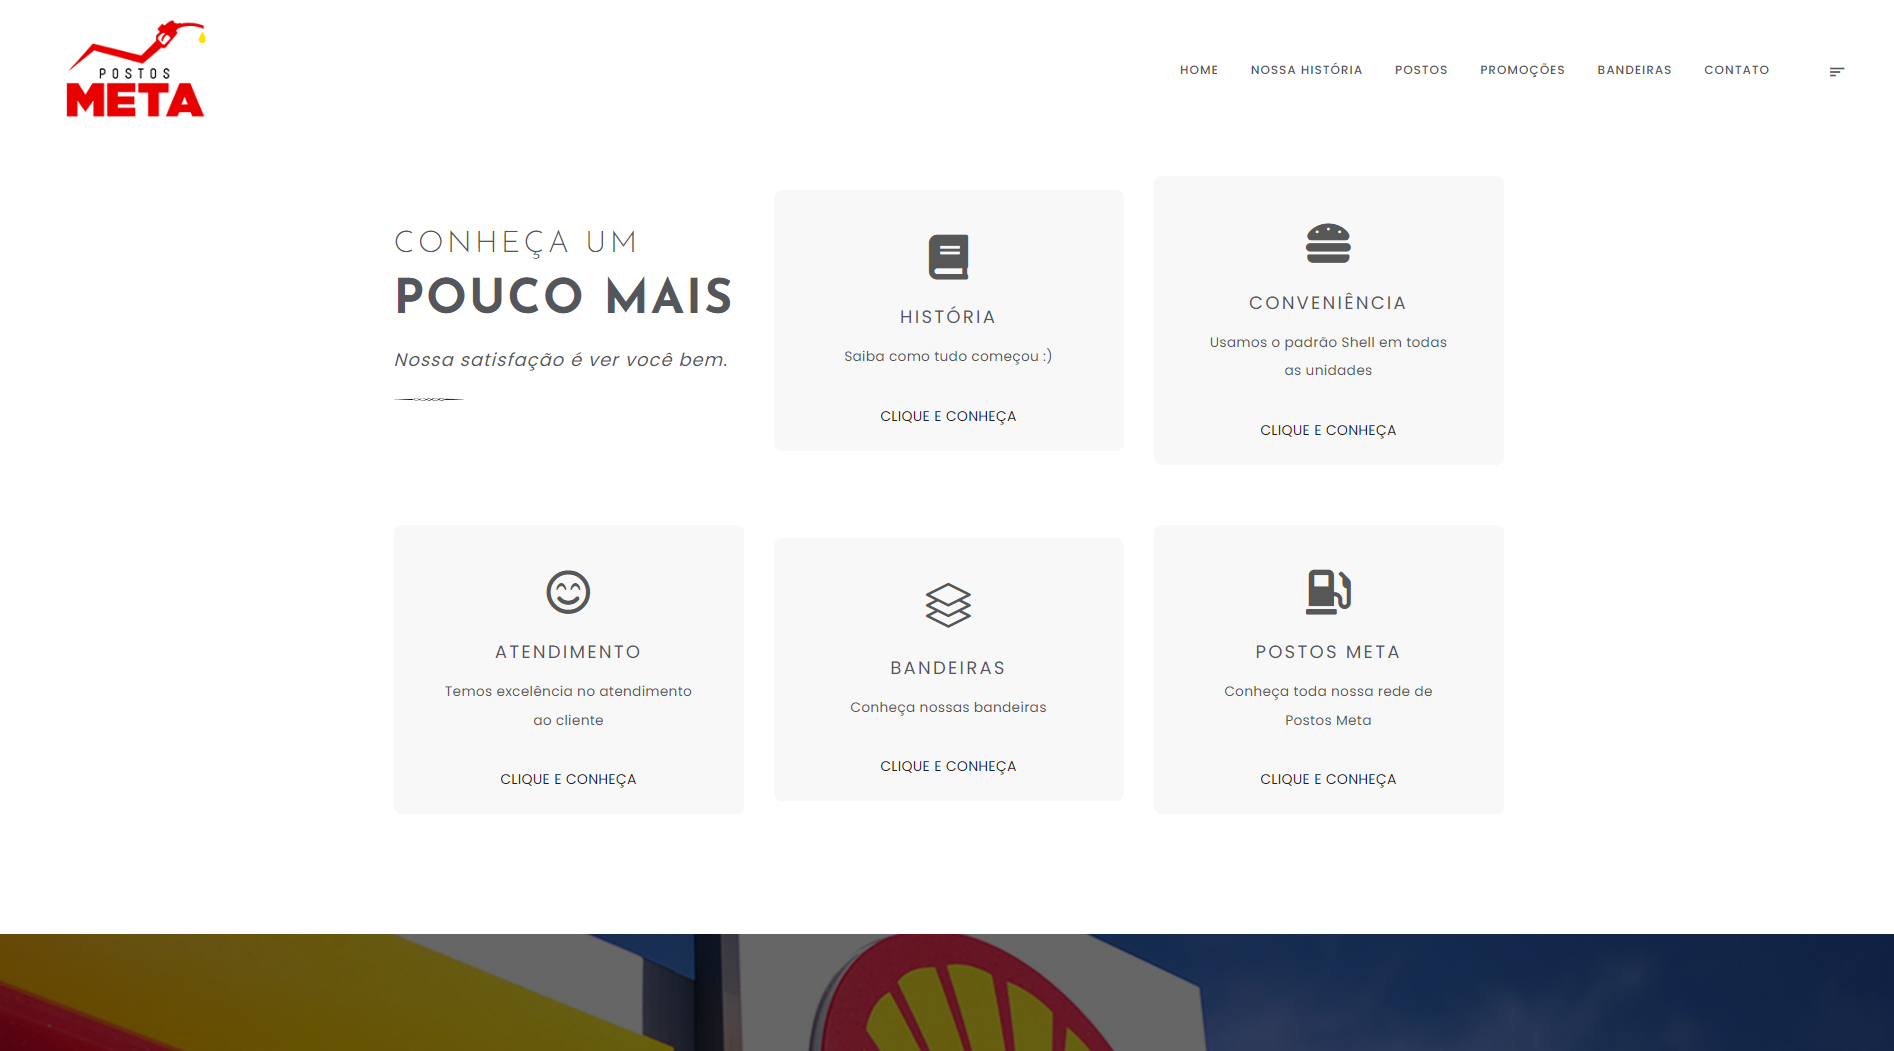 POSTOS
META
HOME NOSSA HISTÓRIA POSTOS PROMOÇÕES BANDEIRAS CONTATO
CONHEÇA UM
POUCO MAIS
Nossa satisfação é ver você bem.
HISTÓRIA
Saiba como tudo começou :)
CLIQUE E CONHEÇA
CONVENIÊNCIA
Usamos o padrão Shell em todas
as unidades
CLIQUE E CONHEÇA
ATENDIMENTO
Temos excelência no atendimento
ao cliente
CLIQUE E CONHEÇA
BANDEIRAS
Conheça nossas bandeiras
CLIQUE E CONHEÇA
POSTOS META
Conheça toda nossa rede de
Postos Meta
CLIQUE E CONHEÇA